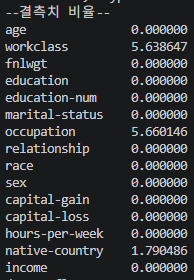 --결측치 비율--
age 0.000000
workclass 5.638647
fnlwgt 0.000000
education 0.000000
education-num 0.000000
marital-status 0.000000
occupation 5.660146
relationship 0.000000
race 0.000000
sex 0.000000
capital-gain 0.000000
capital-loss 0.000000
hours-per-week 0.000000
native-country 1.790486
income 0.000000